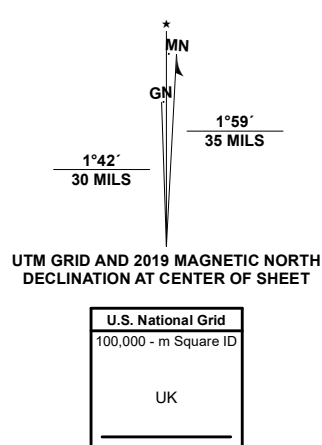 ★
MN
GN
1°59´
35 MILS
1°42´
30 MILS
UTM GRID AND 2019 MAGNETIC NORTH
DECLINATION AT CENTER OF SHEET
U.S. National Grid
100,000 - m Square ID
UK